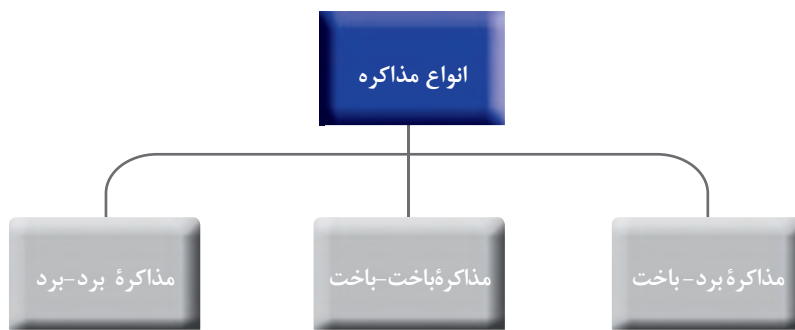 انواع مذاکره
مذاکرهٔ برد-باخت
مذاکرهٔباخت-باخت
مذاکرهٔ برد-برد